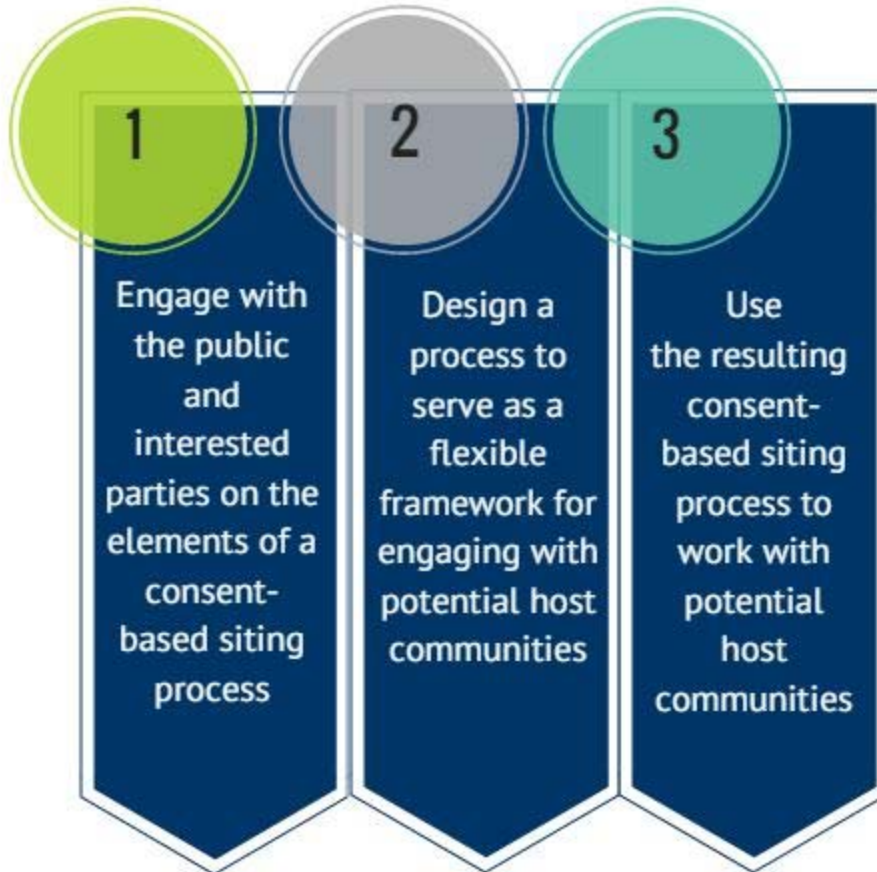 1
Engage with
the public
and
interested
parties on the
elements of a
consent-
based siting
process
2
Design a
process to
serve as a
flexible
framework for
engaging with
potential host
communities
3
Use
the resulting
consent-
based siting
process to
work with
potential
host
communities